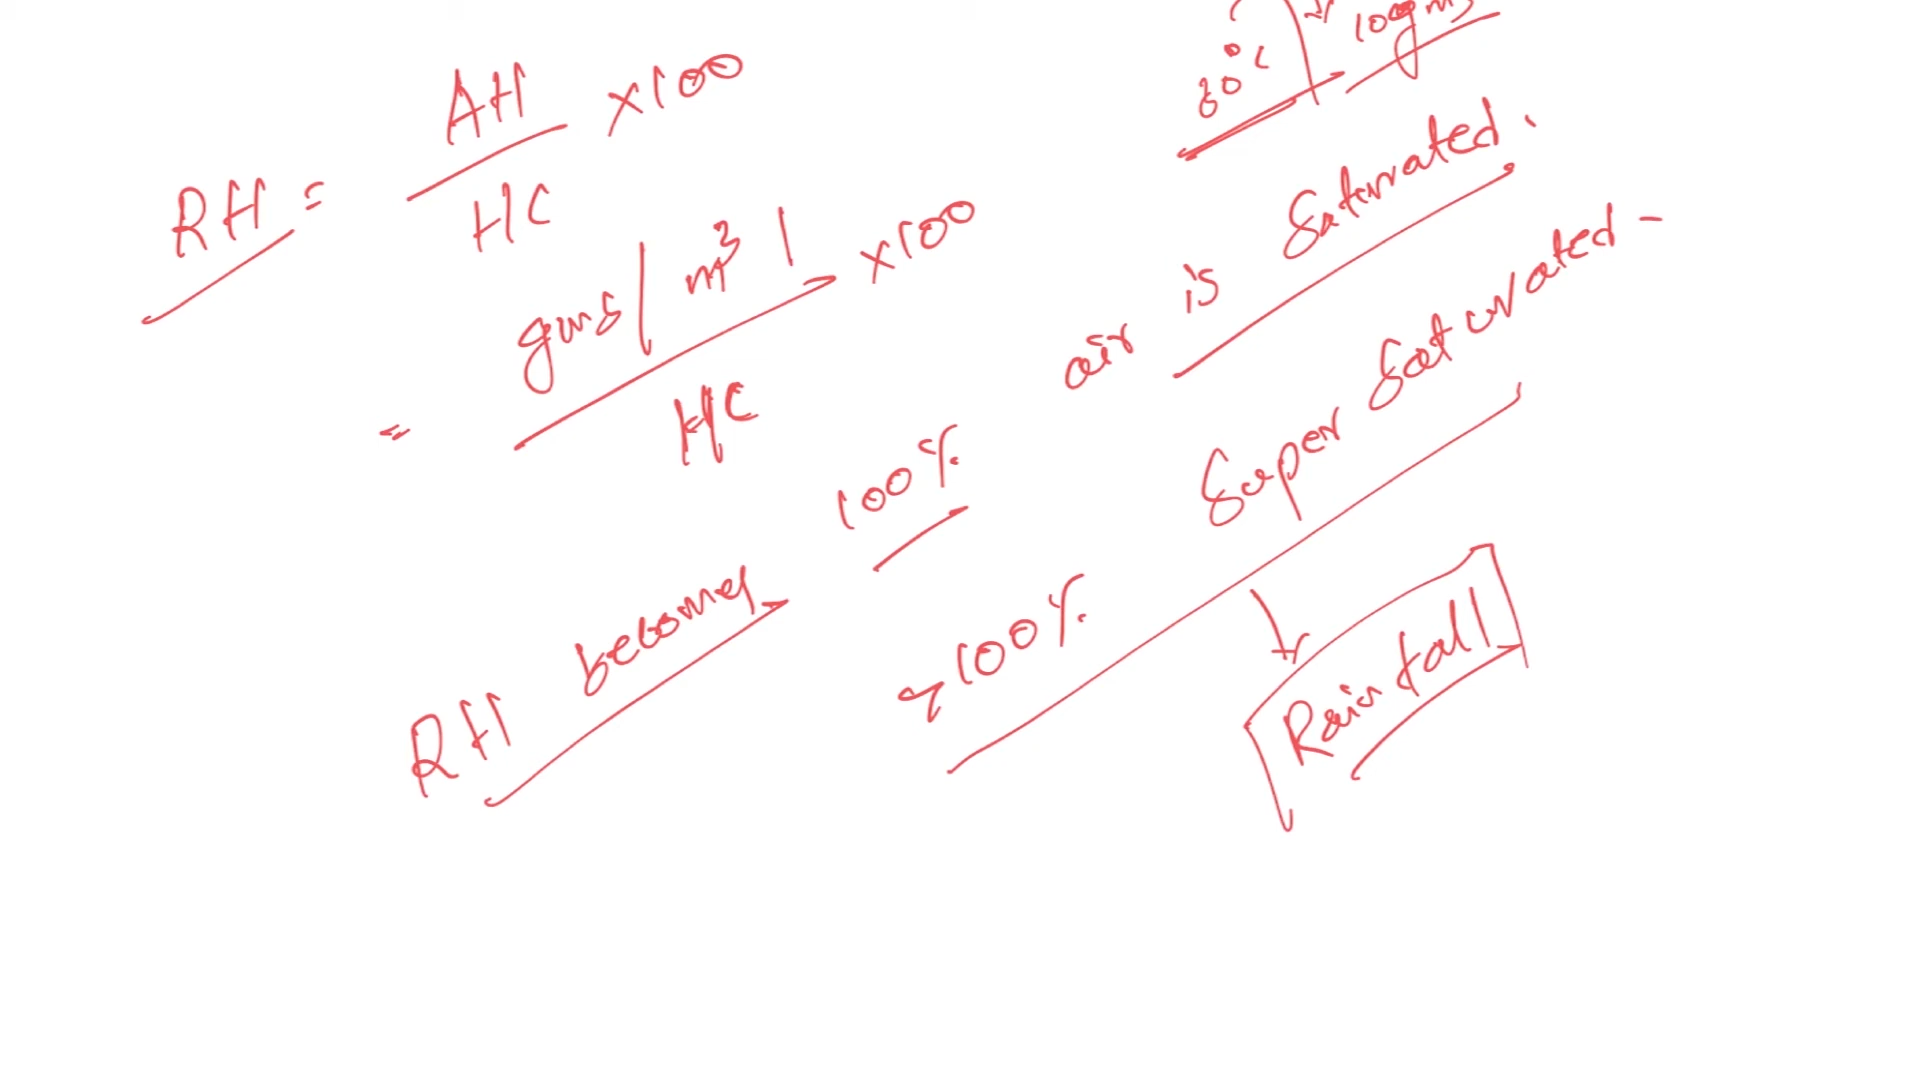 30°C 100gms
RH = AH/HC ×100
= gms/m³/HC ×100
RH becomes 100% air is Saturated.
>100% Super Saturated -
Rainfall